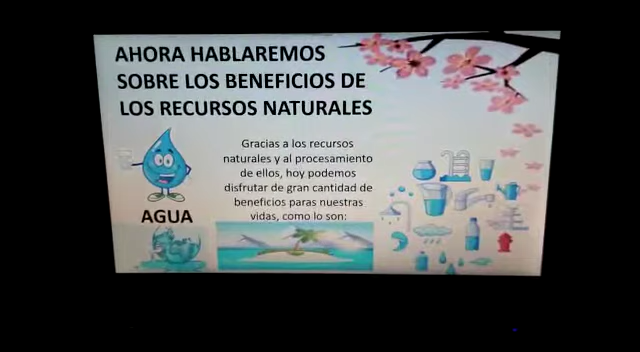 AHORA HABLAREMOS
SOBRE LOS BENEFICIOS DE
LOS RECURSOS NATURALES
Gracias a los recursos
naturales y al procesamiento
de ellos, hoy podemos
disfrutar de gran cantidad de
beneficios paras nuestras
vidas, como lo son:
AGUA